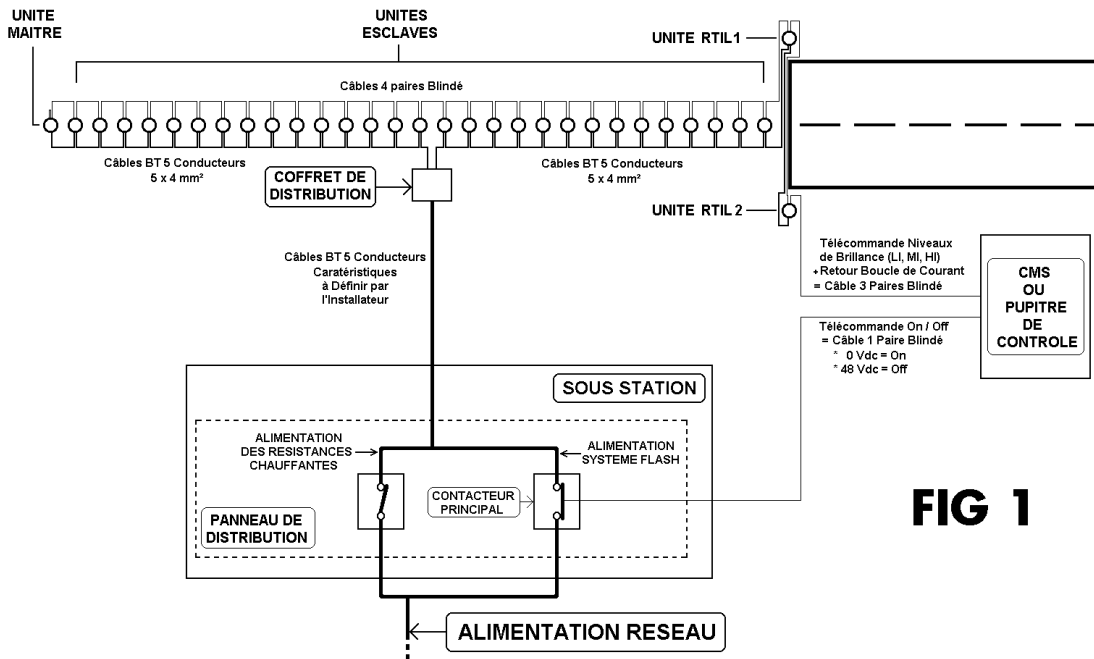 UNITE
MAITRE
UNITES
ESCLAVES
UNITE RTIL 1
Câbles 4 paires Blindé
Câbles BT 5 Conducteurs
5 x 4 mm²
COFFRET DE
DISTRIBUTION
Câbles BT 5 Conducteurs
5 x 4 mm²
UNITE RTIL 2
Câbles BT 5 Conducteurs
Caratéristiques
à Définir par
l'Installateur
Télécommande Niveaux
de Brillance (LI, MI, HI)
+ Retour Boucle de Courant
= Câble 3 Paires Blindé
CMS
OU
PUPITRE
DE
CONTROLE
Télécommande On / Off
= Câble 1 Paire Blindé
* 0 Vdc = On
* 48 Vdc = Off
SOUS STATION
ALIMENTATION
DES RESISTANCES
CHAUFFANTES
ALIMENTATION
SYSTEME FLASH
CONTACTEUR
PRINCIPAL
PANNEAU DE
DISTRIBUTION
FIG 1
ALIMENTATION RESEAU